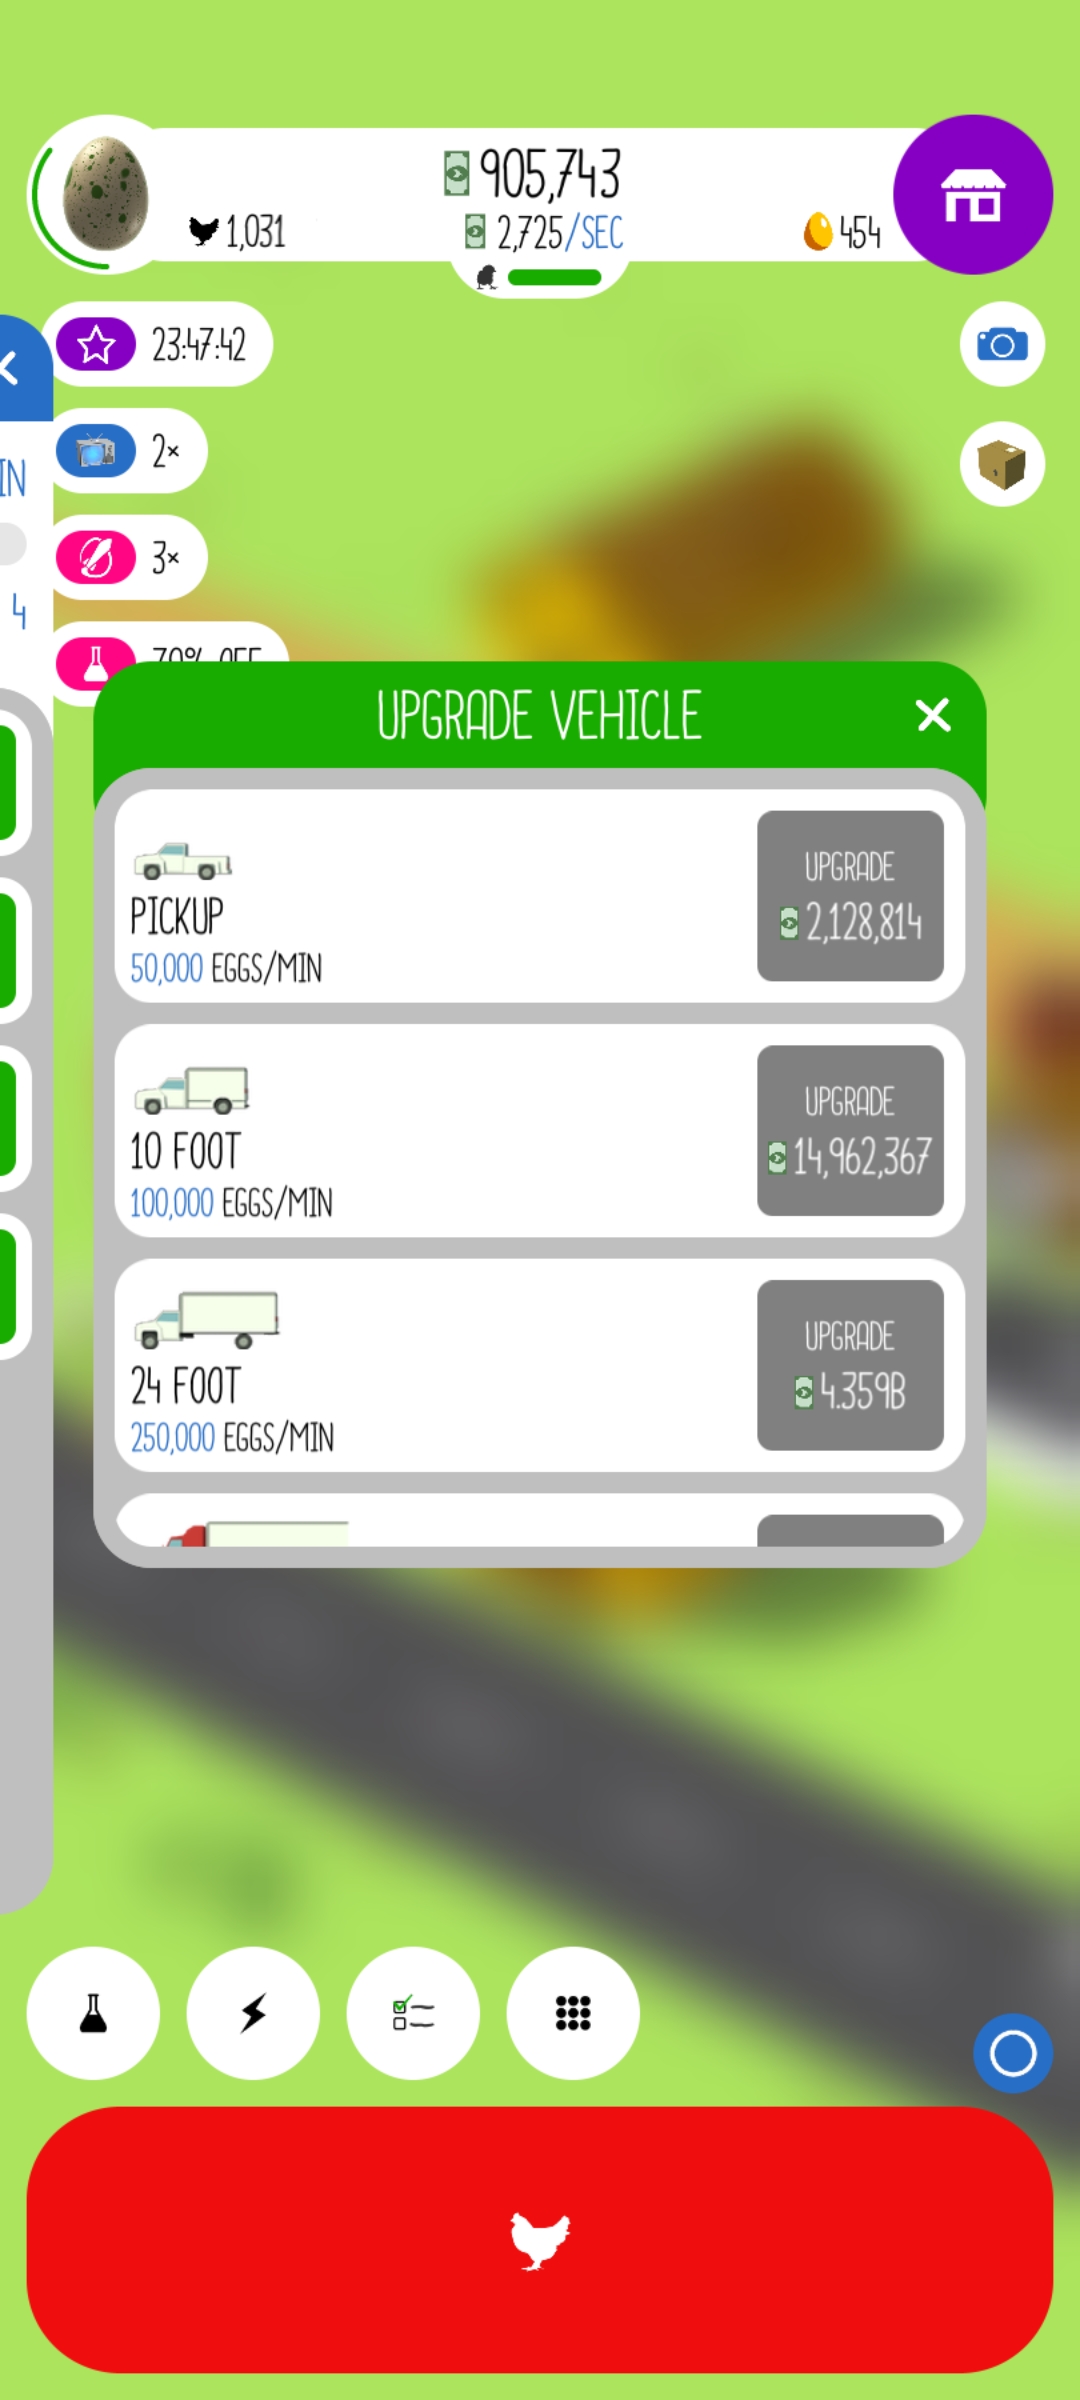 905,743
1,031
2,725/SEC
454
23:47:42
2×
3×
70% OFF
IN
4
UPGRADE VEHICLE
PICKUP
50,000 EGGS/MIN
UPGRADE
2,128,814
10 FOOT
100,000 EGGS/MIN
UPGRADE
14,962,367
24 FOOT
250,000 EGGS/MIN
UPGRADE
4.359B